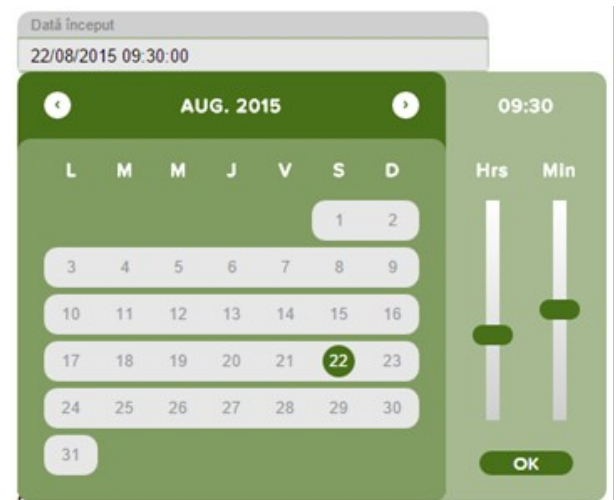 Dată început
22/08/2015 09:30:00
‹ AUG. 2015 › 09:30
L M M J V S D Hrs Min
1 2
3 4 5 6 7 8 9
10 11 12 13 14 15 16
17 18 19 20 21 22 23
24 25 26 27 28 29 30
31
OK